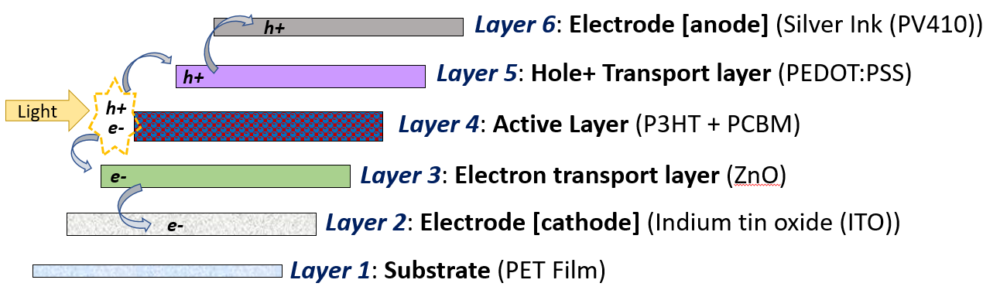 h+ Layer 6: Electrode [anode] (Silver Ink (PV410))
h+ Layer 5: Hole+ Transport layer (PEDOT:PSS)
Light
h+
e-
Layer 4: Active Layer (P3HT + PCBM)
e- Layer 3: Electron transport layer (ZnO)
e- Layer 2: Electrode [cathode] (Indium tin oxide (ITO))
Layer 1: Substrate (PET Film)